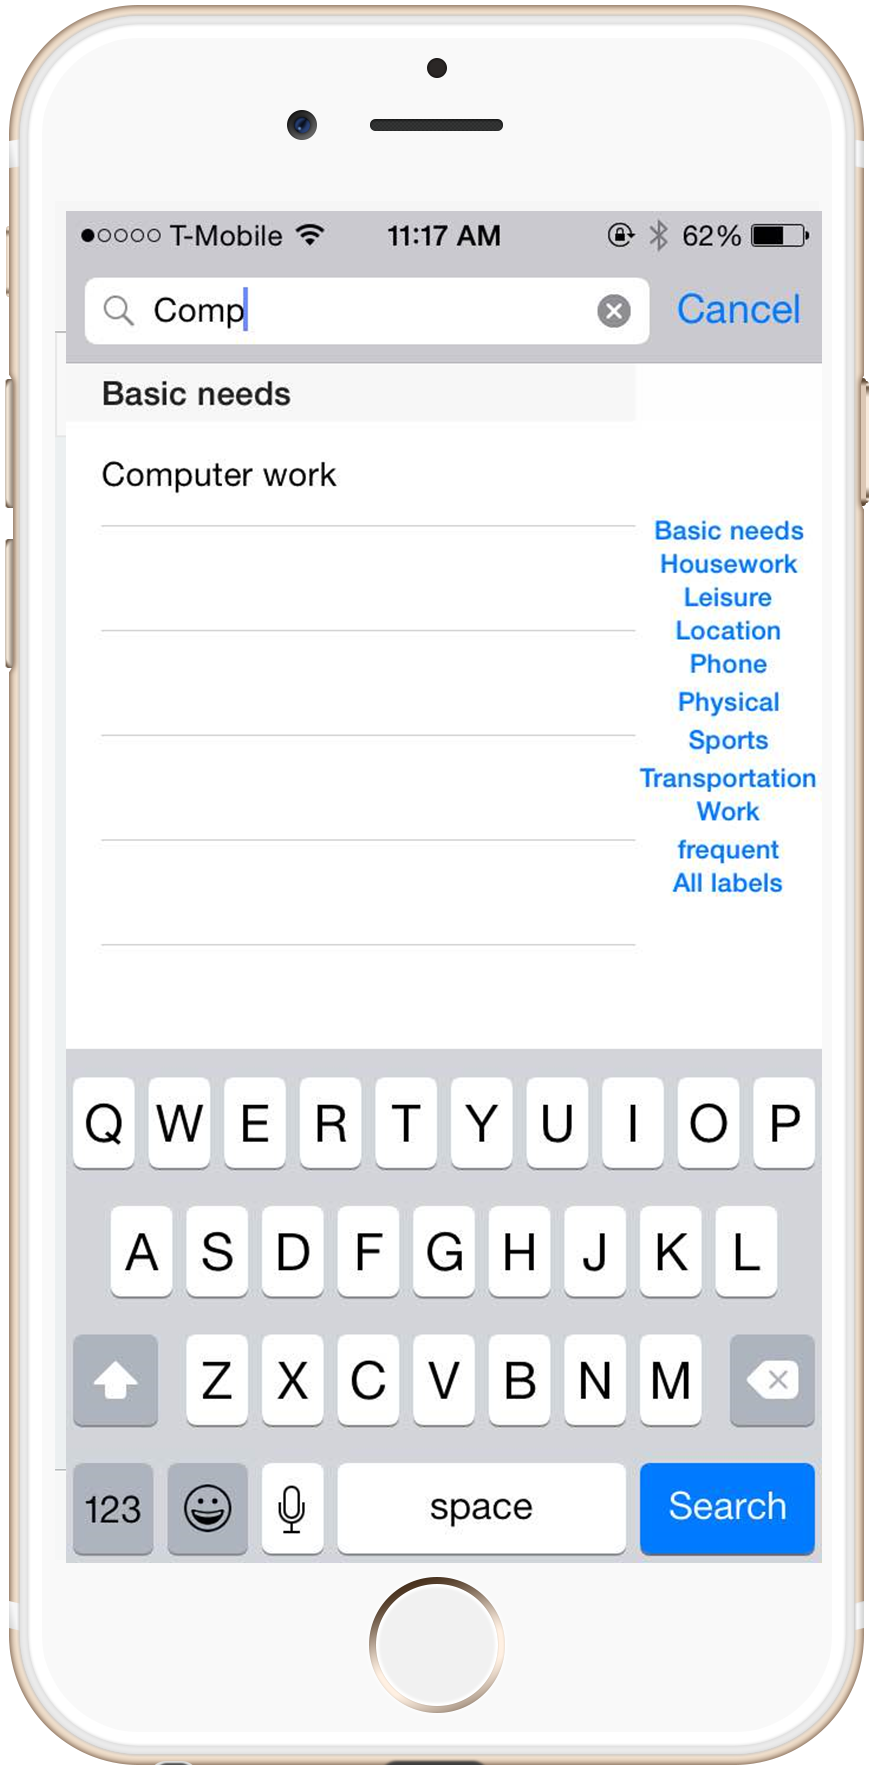 T-Mobile 11:17 AM 62%
Comp Cancel
Basic needs
Computer work
Basic needs
Housework
Leisure
Location
Phone
Physical
Sports
Transportation
Work
frequent
All labels
Q W E R T Y U I O P
A S D F G H J K L
Z X C V B N M
123 space Search